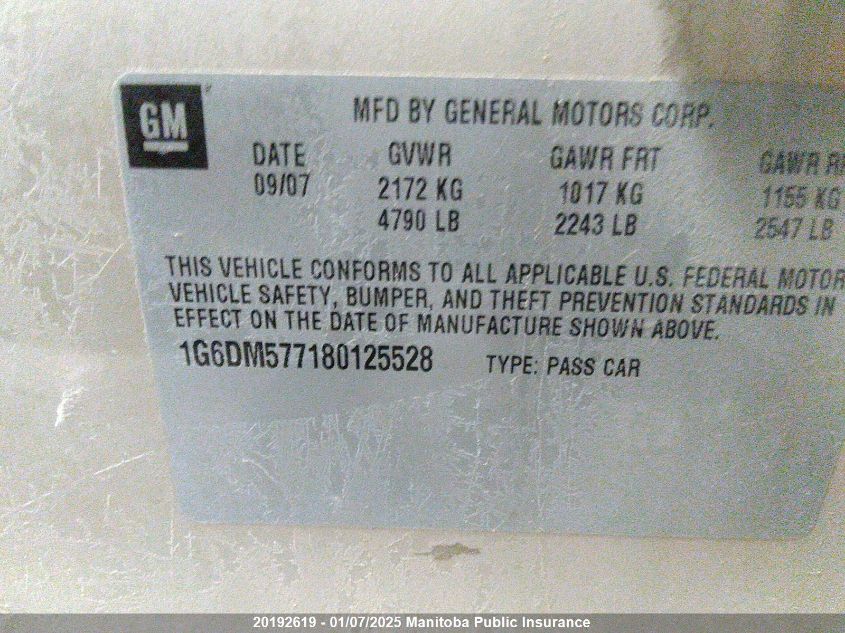 GM
MFD BY GENERAL MOTORS CORP.
DATE GVWR GAWR FRT GAWR
09/07 2172 KG 1017 KG 1155 KG
4790 LB 2243 LB 2547 LB
THIS VEHICLE CONFORMS TO ALL APPLICABLE U.S. FEDERAL MOTOR
VEHICLE SAFETY, BUMPER, AND THEFT PREVENTION STANDARDS IN
EFFECT ON THE DATE OF MANUFACTURE SHOWN ABOVE.
1G6DM577180125528 TYPE: PASS CAR
20192619 - 01/07/2025 Manitoba Public Insurance